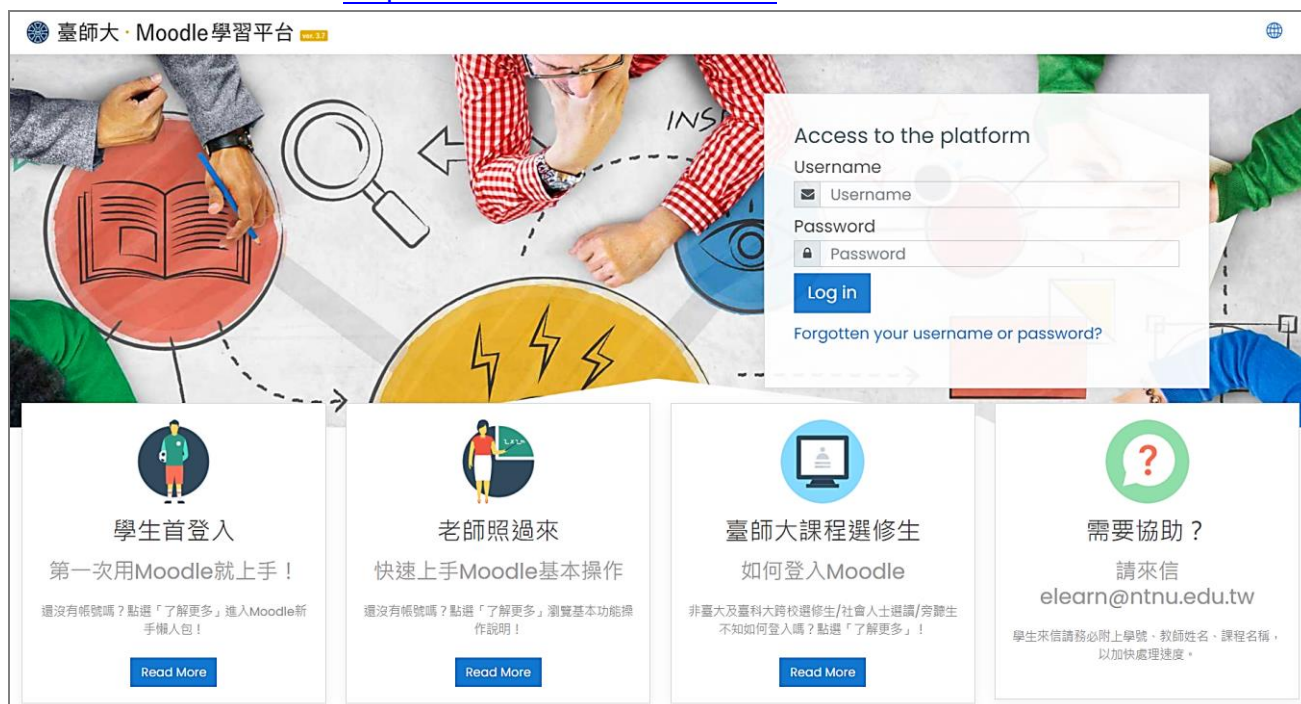 臺師大·Moodle學習平台 ver. 3.7
INS
Access to the platform
Username
Username
Password
Password
Log in
Forgotten your username or password?
學生首登入
第一次用Moodle就上手！
還沒有帳號嗎？點選「了解更多」進入Moodle新
手懶人包！
Read More
老師照過來
快速上手Moodle基本操作
還沒有帳號嗎？點選「了解更多」瀏覽基本功能操
作說明！
Read More
臺師大課程選修生
如何登入Moodle
非臺大及臺科大跨校選修生/社會人士選讀/旁聽生
不知如何登入嗎？點選「了解更多」！
Read More
?
需要協助？
請來信
elearn@ntnu.edu.tw
學生來信請務必附上學號、教師姓名、課程名稱，
以加快處理速度。